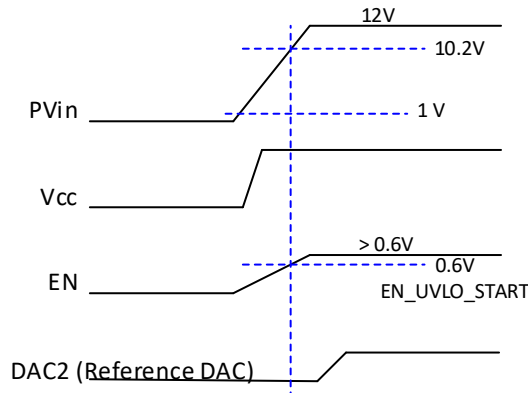 12V
10.2V
PVin
1 V
Vcc
> 0.6V
0.6V
EN
EN_UVLO_START
DAC2 (Reference DAC)